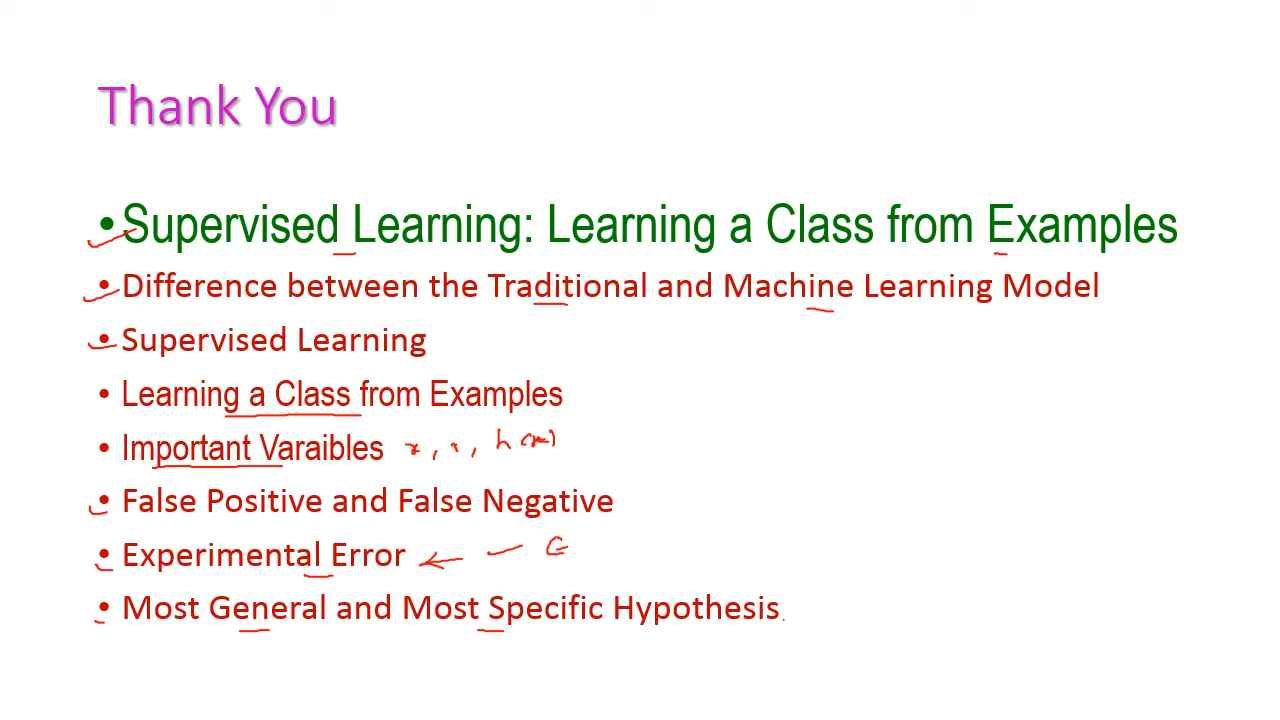 Thank You
•Supervised Learning: Learning a Class from Examples
• Difference between the Traditional and Machine Learning Model
• Supervised Learning
• Learning a Class from Examples
• Important Varaibles
• False Positive and False Negative
• Experimental Error
• Most General and Most Specific Hypothesis